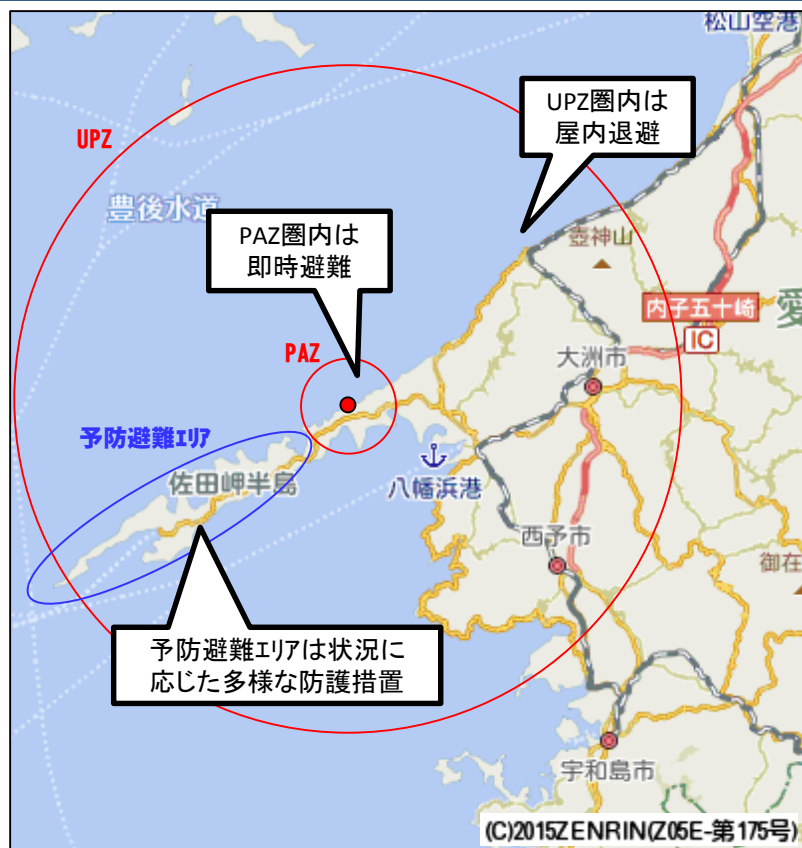 松山空港
UPZ圏内は
屋内退避
UPZ
豊後水道
PAZ圏内は
即時避難
壺神山
内子五十崎
IC
愛
PAZ
大洲市
予防避難エリア
佐田岬半島
八幡浜港
西予市
御在
予防避難エリアは状況に
応じた多様な防護措置
宇和島市
(C)2015ZENRIN(Z05E-第175号)